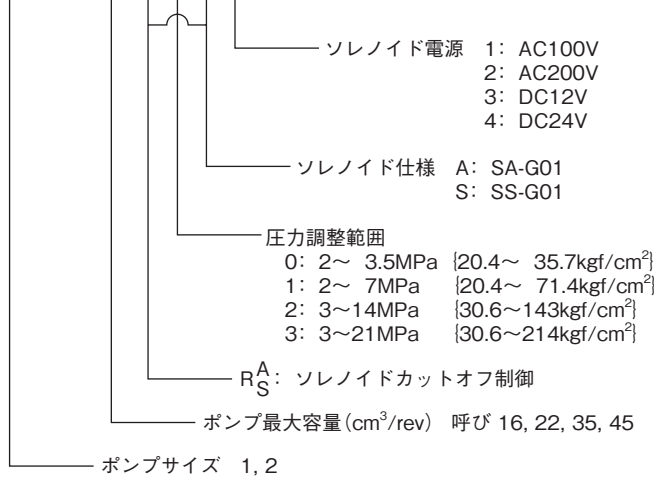 ソレノイド電源 1: AC100V
2: AC200V
3: DC12V
4: DC24V
ソレノイド仕様 A: SA-G01
S: SS-G01
圧力調整範囲
0: 2〜 3.5MPa {20.4〜 35.7kgf/cm²}
1: 2〜 7MPa {20.4〜 71.4kgf/cm²}
2: 3〜14MPa {30.6〜143kgf/cm²}
3: 3〜21MPa {30.6〜214kgf/cm²}
R A S : ソレノイドカットオフ制御
ポンプ最大容量(cm³/rev) 呼び 16, 22, 35, 45
ポンプサイズ 1, 2